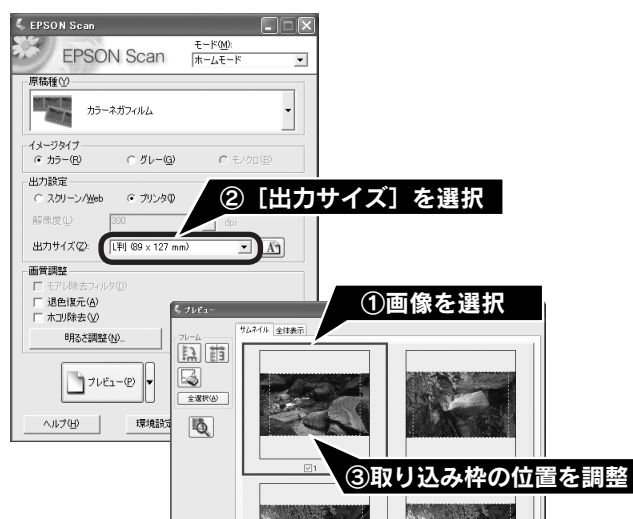 EPSON Scan
EPSON Scan
モード(M):
ホームモード
原稿種(Y)
カラーネガフィルム
イメージタイプ
カラー(R)
グレー(G)
モノクロ(B)
出力設定
スクリーン/Web
プリンタ(I)
解像度(L):
300
dpi
②［出力サイズ］を選択
出力サイズ(Z):
L判 (89 x 127 mm)
画質調整
モアレ除去フィルタ(D)
退色復元(A)
ホコリ除去(V)
明るさ調整(N)...
プレビュー(P)
ヘルプ(H)
環境設定
プレビュー
①画像を選択
フレーム
サムネイル
全体表示
全選択(A)
1
③取り込み枠の位置を調整